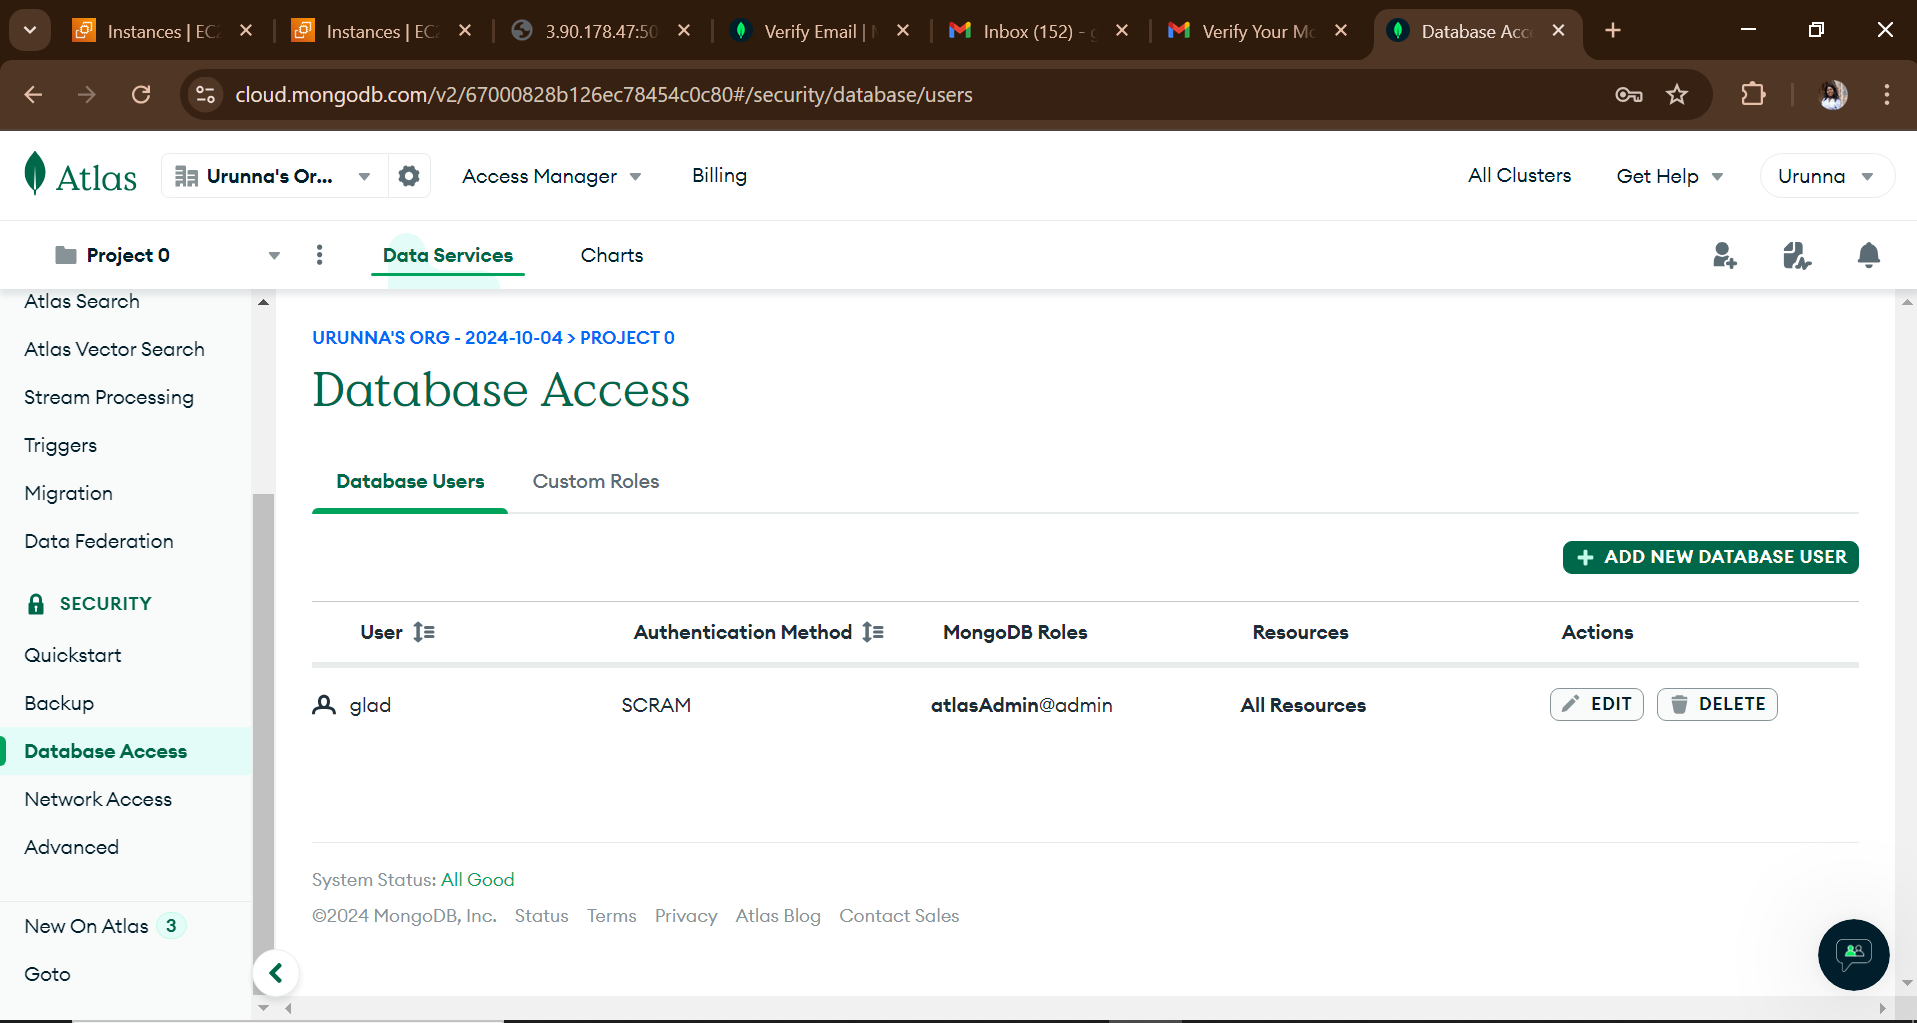 Instances | EC2
Instances | EC2
3.90.178.47:50
Verify Email |
Inbox (152) -
Verify Your Mo
Database Acc
cloud.mongodb.com/v2/67000828b126ec78454c0c80#/security/database/users
Atlas
Urunna's Or...
Access Manager
Billing
All Clusters
Get Help
Urunna
Project 0
Data Services
Charts
Atlas Search
Atlas Vector Search
Stream Processing
Triggers
Migration
Data Federation
SECURITY
Quickstart
Backup
Database Access
Network Access
Advanced
New On Atlas 3
Goto
URUNNA'S ORG - 2024-10-04 > PROJECT 0
Database Access
Database Users
Custom Roles
+ ADD NEW DATABASE USER
User
Authentication Method
MongoDB Roles
Resources
Actions
glad
SCRAM
atlasAdmin@admin
All Resources
EDIT
DELETE
System Status: All Good
©2024 MongoDB, Inc. Status Terms Privacy Atlas Blog Contact Sales